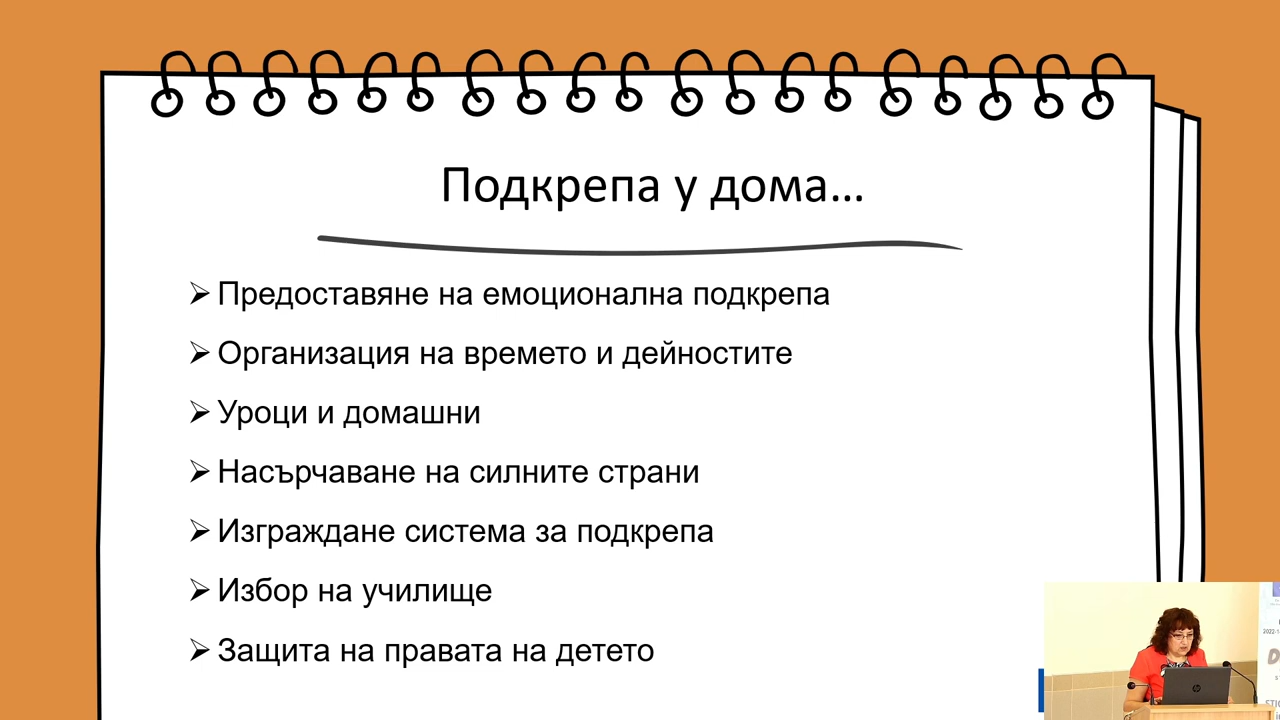 Подкрепа у дома...
Предоставяне на емоционална подкрепа
Организация на времето и дейностите
Уроци и домашни
Насърчаване на силните страни
Изграждане система за подкрепа
Избор на училище
Защита на правата на детето